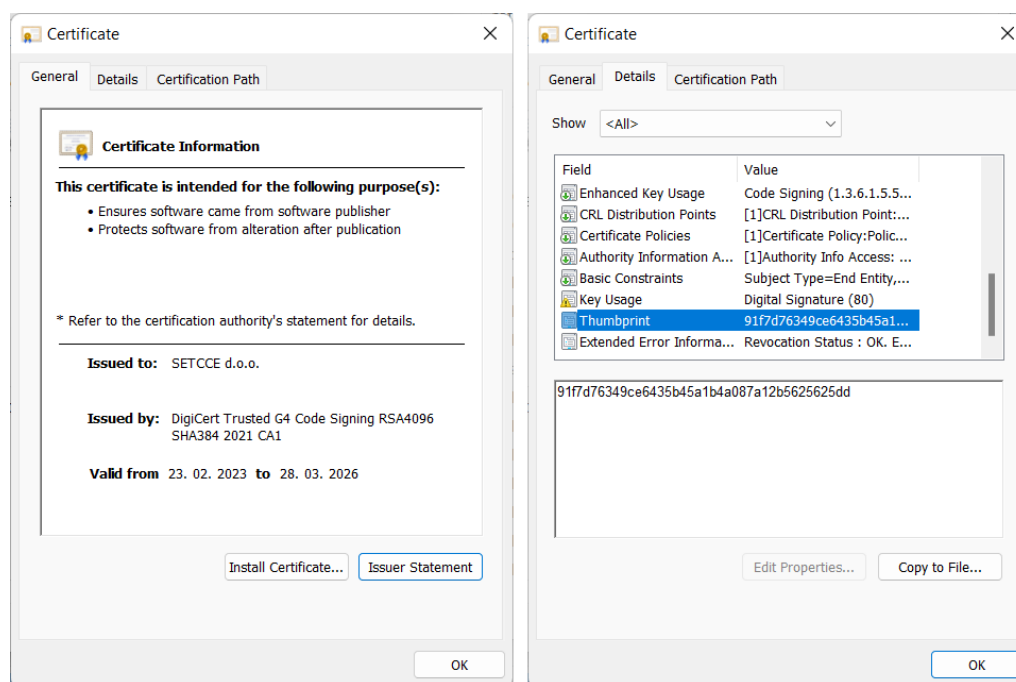 Certificate
General Details Certification Path
Certificate Information
This certificate is intended for the following purpose(s):
• Ensures software came from software publisher
• Protects software from alteration after publication
* Refer to the certification authority's statement for details.
Issued to: SETCCE d.o.o.
Issued by: DigiCert Trusted G4 Code Signing RSA4096
SHA384 2021 CA1
Valid from 23. 02. 2023 to 28. 03. 2026
Install Certificate... Issuer Statement
OK
Certificate
General Details Certification Path
Show <All>
Field Value
Enhanced Key Usage Code Signing (1.3.6.1.5.5...
CRL Distribution Points [1]CRL Distribution Point:...
Certificate Policies [1]Certificate Policy:Polic...
Authority Information A... [1]Authority Info Access: ...
Basic Constraints Subject Type=End Entity,...
Key Usage Digital Signature (80)
Thumbprint 91f7d76349ce6435b45a1...
Extended Error Informa... Revocation Status : OK. E...
91f7d76349ce6435b45a1b4a087a12b5625625dd
Edit Properties... Copy to File...
OK